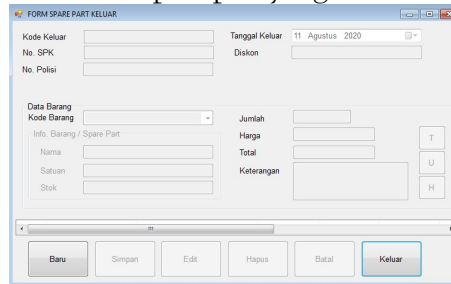 FORM SPARE PART KELUAR
Kode Keluar
Tanggal Keluar 11 Agustus 2020
No. SPK
Diskon
No. Polisi
Data Barang
Kode Barang
Jumlah
Info. Barang / Spare Part
Harga
T
Nama
Total
Satuan
Keterangan
U
Stok
H
Baru Simpan Edit Hapus Batal Keluar